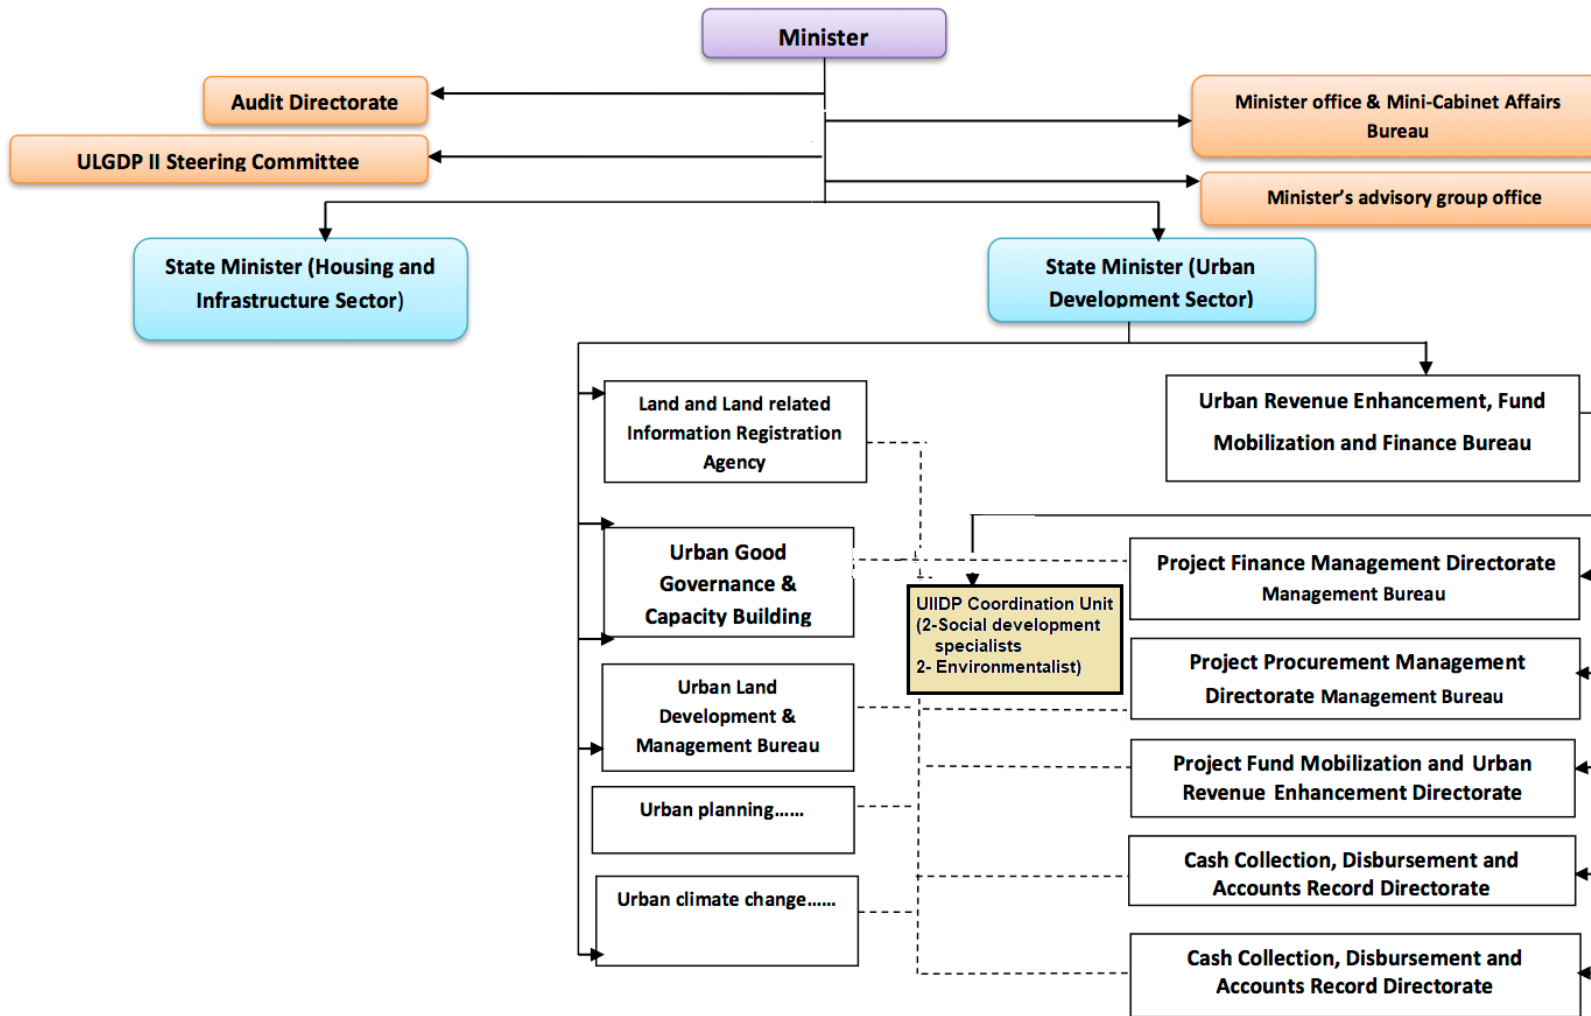 Minister
Audit Directorate
Minister office & Mini-Cabinet Affairs
Bureau
ULGDP II Steering Committee
Minister's advisory group office
State Minister (Housing and
Infrastructure Sector)
State Minister (Urban
Development Sector)
Land and Land related
Information Registration
Agency
Urban Revenue Enhancement, Fund
Mobilization and Finance Bureau
Urban Good
Governance &
Capacity Building
Project Finance Management Directorate
Management Bureau
UIIDP Coordination Unit
(2-Social development
specialists
2- Environmentalist)
Urban Land
Development &
Management Bureau
Project Procurement Management
Directorate Management Bureau
Urban planning......
Project Fund Mobilization and Urban
Revenue Enhancement Directorate
Urban climate change......
Cash Collection, Disbursement and
Accounts Record Directorate
Cash Collection, Disbursement and
Accounts Record Directorate